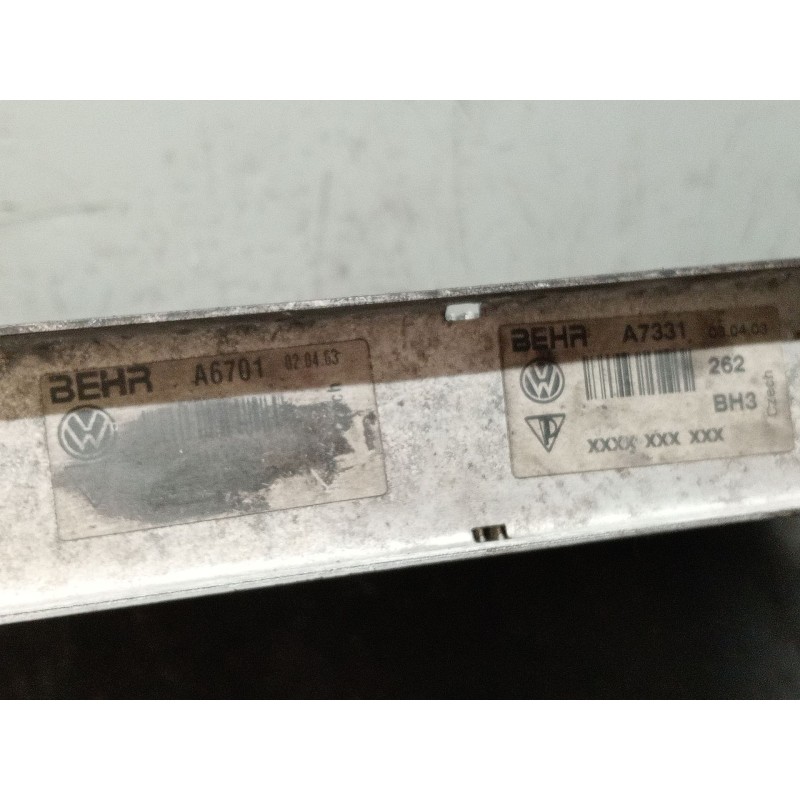 BEHR A6701 02.04.03
BEHR A7331 03.04.03
262
BH3
Czech
xxxx xxx xxx